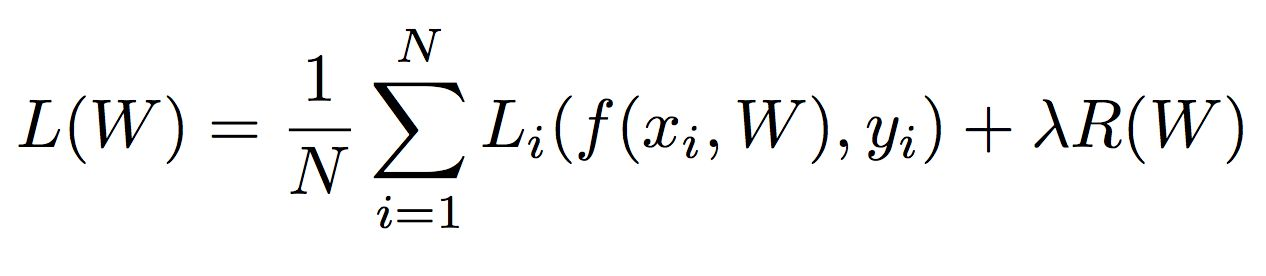 L(W) = \frac{1}{N} \sum_{i=1}^{N} L_i(f(x_i, W), y_i) + \lambda R(W)